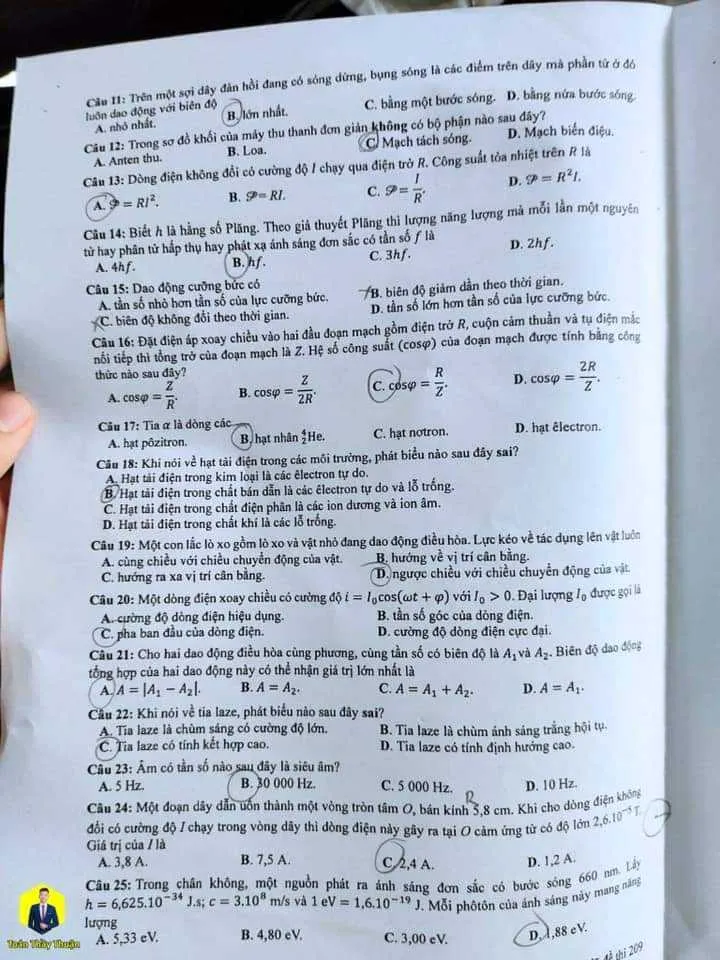 Câu 11: Trên một sợi dây đàn hồi đang có sóng dừng, bụng sóng là các điểm trên dây mà phần tử ở đó
luôn dao động với biên độ
A. nhỏ nhất. B. lớn nhất. C. bằng một bước sóng. D. bằng nửa bước sóng.
Câu 12: Trong sơ đồ khối của máy thu thanh đơn giản không có bộ phận nào sau đây?
A. Anten thu. B. Loa. C. Mạch tách sóng. D. Mạch biến điệu.
Câu 13: Dòng điện không đổi có cường độ I chạy qua điện trở R. Công suất tỏa nhiệt trên R là
A. 𝒫 = RI². B. 𝒫 = RI. C. 𝒫 = I/R. D. 𝒫 = R²I.
Câu 14: Biết h là hằng số Plăng. Theo giả thuyết Plăng thì lượng năng lượng mà mỗi lần một nguyên
tử hay phân tử hấp thụ hay phát xạ ánh sáng đơn sắc có tần số f là
A. 4hf. B. hf. C. 3hf. D. 2hf.
Câu 15: Dao động cưỡng bức có
A. tần số nhỏ hơn tần số của lực cưỡng bức. B. biên độ giảm dần theo thời gian.
C. biên độ không đổi theo thời gian. D. tần số lớn hơn tần số của lực cưỡng bức.
Câu 16: Đặt điện áp xoay chiều vào hai đầu đoạn mạch gồm điện trở R, cuộn cảm thuần và tụ điện mắc
nối tiếp thì tổng trở của đoạn mạch là Z. Hệ số công suất (cosφ) của đoạn mạch được tính bằng công
thức nào sau đây?
A. cosφ = Z/R. B. cosφ = Z/2R. C. cosφ = R/Z. D. cosφ = 2R/Z.
Câu 17: Tia α là dòng các
A. hạt pôzitron. B. hạt nhân ⁴₂He. C. hạt nơtron. D. hạt êlectron.
Câu 18: Khi nói về hạt tải điện trong các môi trường, phát biểu nào sau đây sai?
A. Hạt tải điện trong kim loại là các êlectron tự do.
B. Hạt tải điện trong chất bán dẫn là các êlectron tự do và lỗ trống.
C. Hạt tải điện trong chất điện phân là các ion dương và ion âm.
D. Hạt tải điện trong chất khí là các lỗ trống.
Câu 19: Một con lắc lò xo gồm lò xo và vật nhỏ đang dao động điều hòa. Lực kéo về tác dụng lên vật luôn
A. cùng chiều với chiều chuyển động của vật. B. hướng về vị trí cân bằng.
C. hướng ra xa vị trí cân bằng. D. ngược chiều với chiều chuyển động của vật.
Câu 20: Một dòng điện xoay chiều có cường độ i = I₀cos(ωt + φ) với I₀ > 0. Đại lượng I₀ được gọi là
A. cường độ dòng điện hiệu dụng. B. tần số góc của dòng điện.
C. pha ban đầu của dòng điện. D. cường độ dòng điện cực đại.
Câu 21: Cho hai dao động điều hòa cùng phương, cùng tần số có biên độ là A₁ và A₂. Biên độ dao động
tổng hợp của hai dao động này có thể nhận giá trị lớn nhất là
A. A = |A₁ − A₂|. B. A = A₂. C. A = A₁ + A₂. D. A = A₁.
Câu 22: Khi nói về tia laze, phát biểu nào sau đây sai?
A. Tia laze là chùm sáng có cường độ lớn. B. Tia laze là chùm ánh sáng trắng hội tụ.
C. Tia laze có tính kết hợp cao. D. Tia laze có tính định hướng cao.
Câu 23: Âm có tần số nào sau đây là siêu âm?
A. 5 Hz. B. 30 000 Hz. C. 5 000 Hz. D. 10 Hz.
Câu 24: Một đoạn dây dẫn uốn thành một vòng tròn tâm O, bán kính 5,8 cm. Khi cho dòng điện không
đổi có cường độ I chạy trong vòng dây thì dòng điện này gây ra tại O cảm ứng từ có độ lớn 2,6.10⁻⁵ T.
Giá trị của I là
A. 3,8 A. B. 7,5 A. C. 2,4 A. D. 1,2 A.
Câu 25: Trong chân không, một nguồn phát ra ánh sáng đơn sắc có bước sóng 660 nm. Lấy
h = 6,625.10⁻³⁴ J.s; c = 3.10⁸ m/s và 1 eV = 1,6.10⁻¹⁹ J. Mỗi phôtôn của ánh sáng này mang năng
lượng
A. 5,33 eV. B. 4,80 eV. C. 3,00 eV. D. 1,88 eV.
đề thi 209
Toán Thầy Thuận